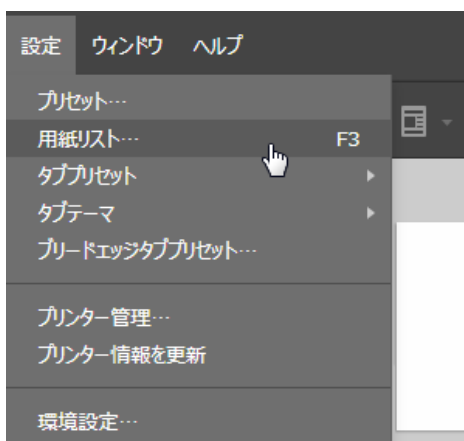 設定 ウィンドウ ヘルプ
プリセット…
用紙リスト… F3
タブプリセット
タブテーマ
ブリードエッジタブプリセット…
プリンター管理…
プリンター情報を更新
環境設定…